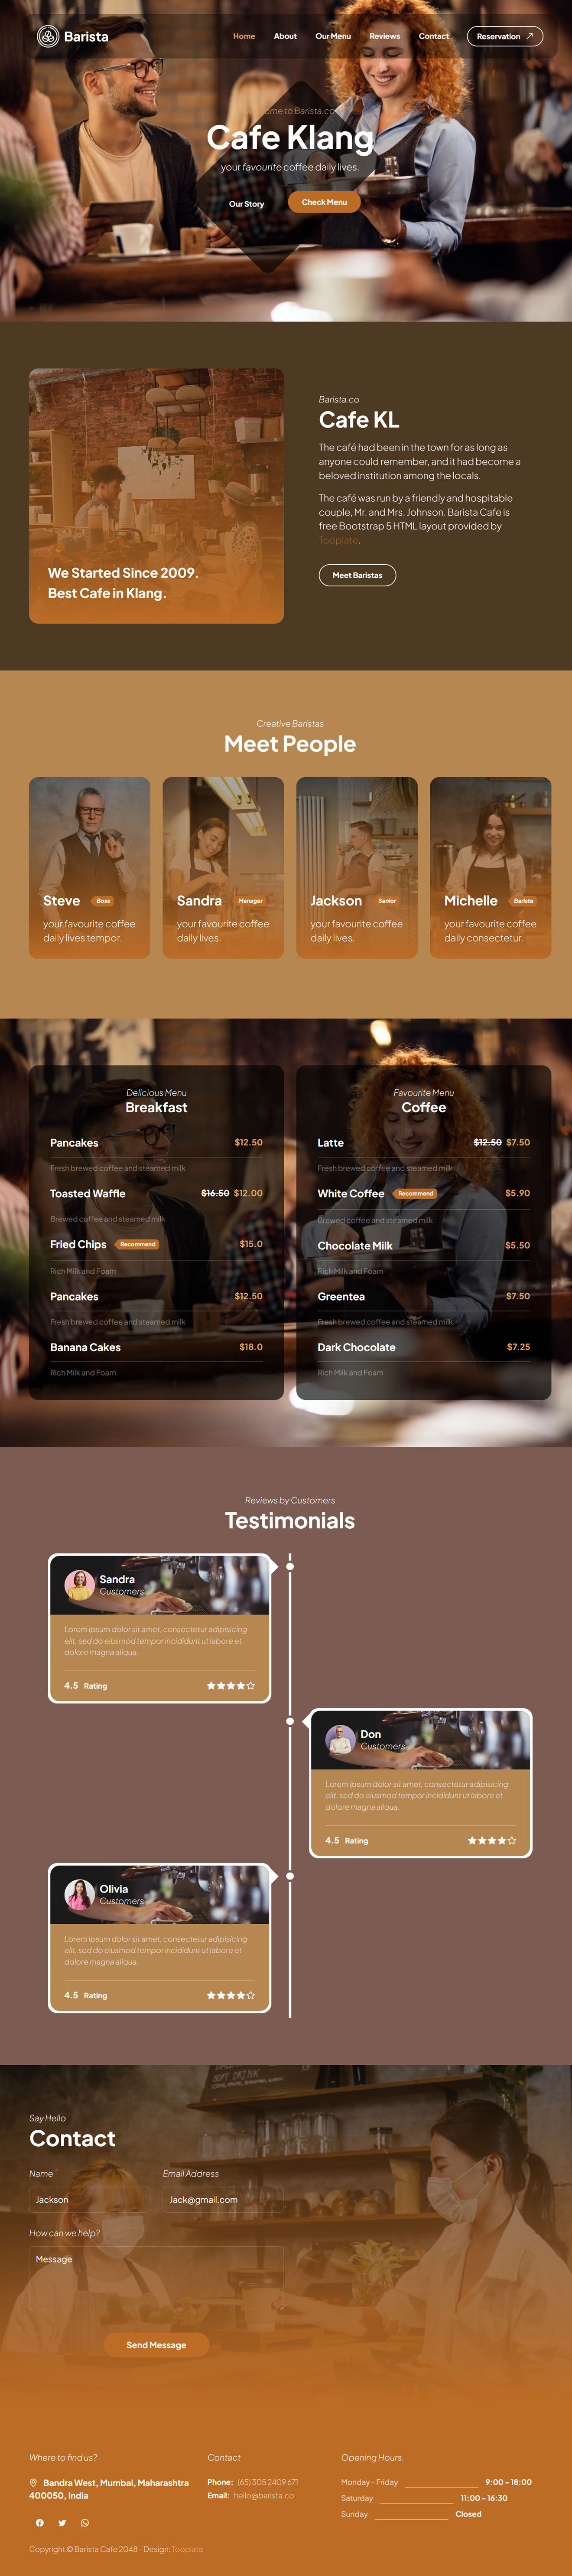 Barista
Home
About
Our Menu
Reviews
Contact
Reservation
welcome to Barista.co
Cafe Klang
your favourite coffee daily lives.
Our Story
Check Menu
We Started Since 2009.
Best Cafe in Klang.
Barista.co
Cafe KL
The café had been in the town for as long as
anyone could remember, and it had become a
beloved institution among the locals.
The café was run by a friendly and hospitable
couple, Mr. and Mrs. Johnson. Barista Cafe is
free Bootstrap 5 HTML layout provided by
Tooplate.
Meet Baristas
Creative Baristas
Meet People
Steve Boss
your favourite coffee
daily lives tempor.
Sandra Manager
your favourite coffee
daily lives.
Jackson Senior
your favourite coffee
daily lives.
Michelle Barista
your favourite coffee
daily consectetur.
Delicious Menu
Breakfast
Pancakes $12.50
Fresh brewed coffee and steamed milk
Toasted Waffle $16.50 $12.00
Brewed coffee and steamed milk
Fried Chips Recommend $15.0
Rich Milk and Foam
Pancakes $12.50
Fresh brewed coffee and steamed milk
Banana Cakes $18.0
Rich Milk and Foam
Favourite Menu
Coffee
Latte $12.50 $7.50
Fresh brewed coffee and steamed milk
White Coffee Recommend $5.90
Brewed coffee and steamed milk
Chocolate Milk $5.50
Rich Milk and Foam
Greentea $7.50
Fresh brewed coffee and steamed milk
Dark Chocolate $7.25
Rich Milk and Foam
Reviews by Customers
Testimonials
Sandra
Customers
Lorem ipsum dolor sit amet, consectetur adipisicing
elit, sed do eiusmod tempor incididunt ut labore et
dolore magna aliqua.
4.5 Rating
Don
Customers
Lorem ipsum dolor sit amet, consectetur adipisicing
elit, sed do eiusmod tempor incididunt ut labore et
dolore magna aliqua.
4.5 Rating
Olivia
Customers
Lorem ipsum dolor sit amet, consectetur adipisicing
elit, sed do eiusmod tempor incididunt ut labore et
dolore magna aliqua.
4.5 Rating
Say Hello
Contact
Name *
Email Address
Jackson
Jack@gmail.com
How can we help?
Message
Send Message
Where to find us?
Bandra West, Mumbai, Maharashtra
400050, India
Contact
Phone: (65) 305 2409 671
Email: hello@barista.co
Opening Hours.
Monday - Friday 9:00 - 18:00
Saturday 11:00 - 16:30
Sunday Closed
Copyright © Barista Cafe 2048 - Design: Tooplate